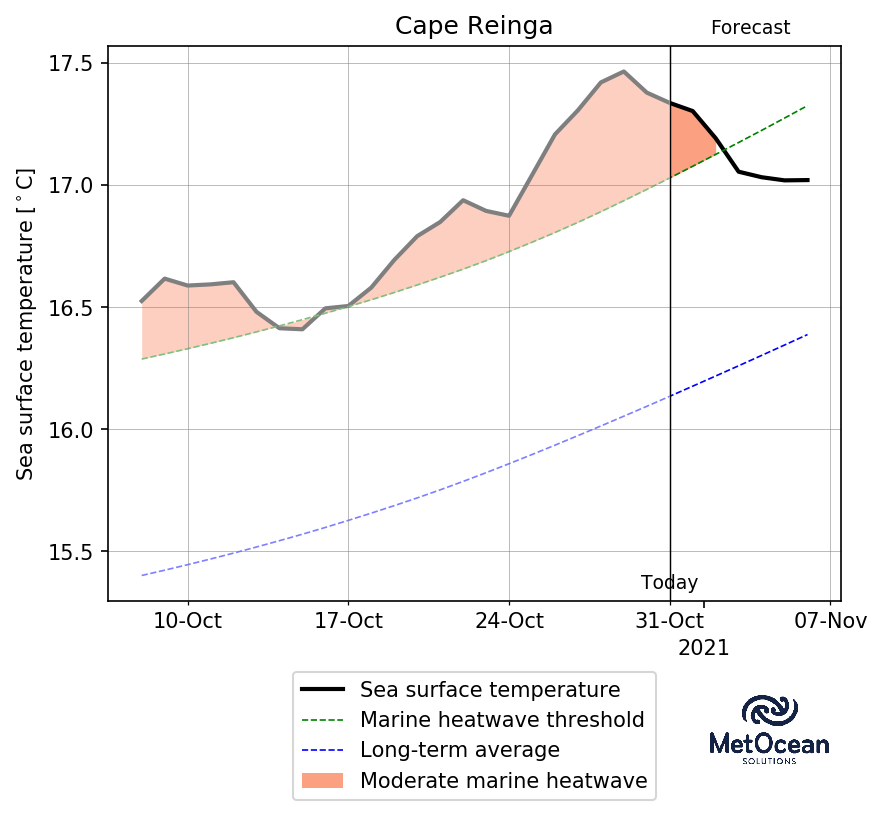 Cape Reinga
Forecast
Sea surface temperature [°C]
17.5
17.0
16.5
16.0
15.5
Today
10-Oct 17-Oct 24-Oct 31-Oct 07-Nov
2021
Sea surface temperature
Marine heatwave threshold
Long-term average
Moderate marine heatwave
MetOcean
SOLUTIONS